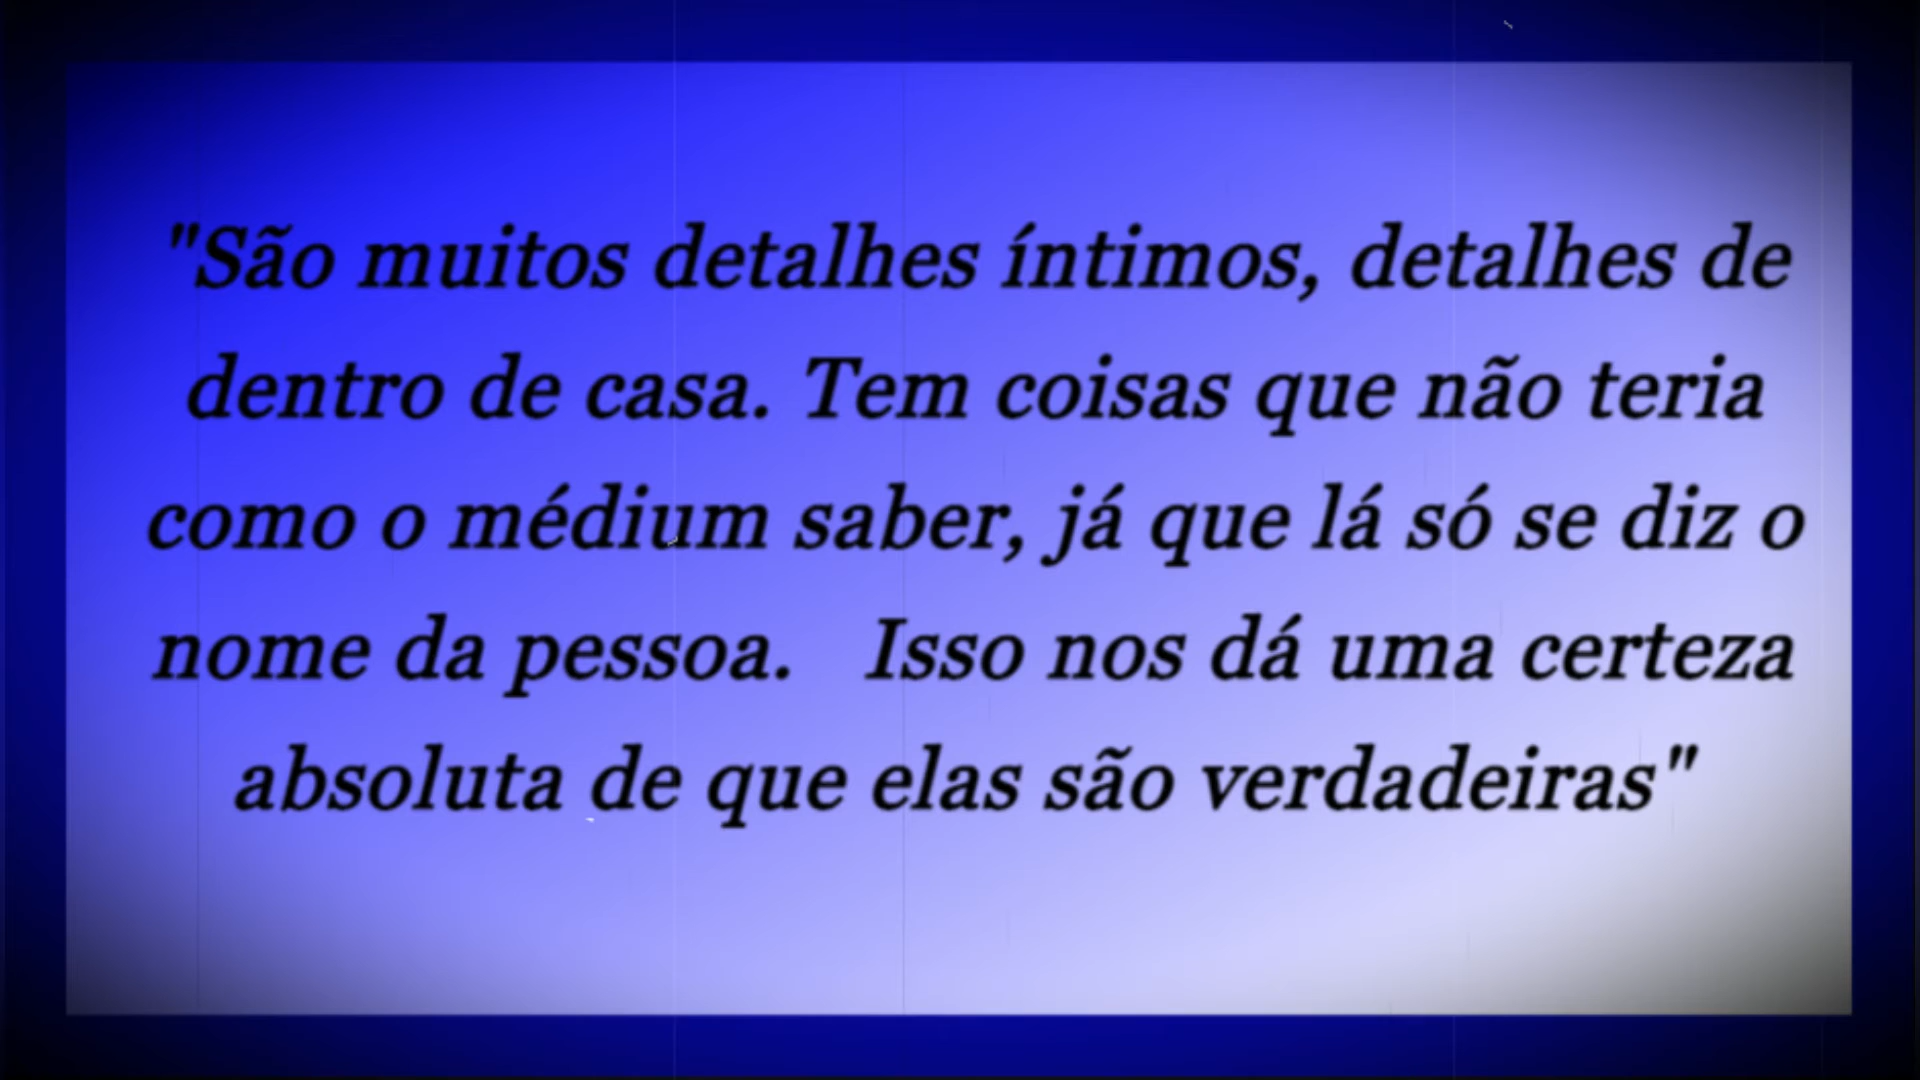 "São muitos detalhes íntimos, detalhes de
dentro de casa. Tem coisas que não teria
como o médium saber, já que lá só se diz o
nome da pessoa.   Isso nos dá uma certeza
absoluta de que elas são verdadeiras"